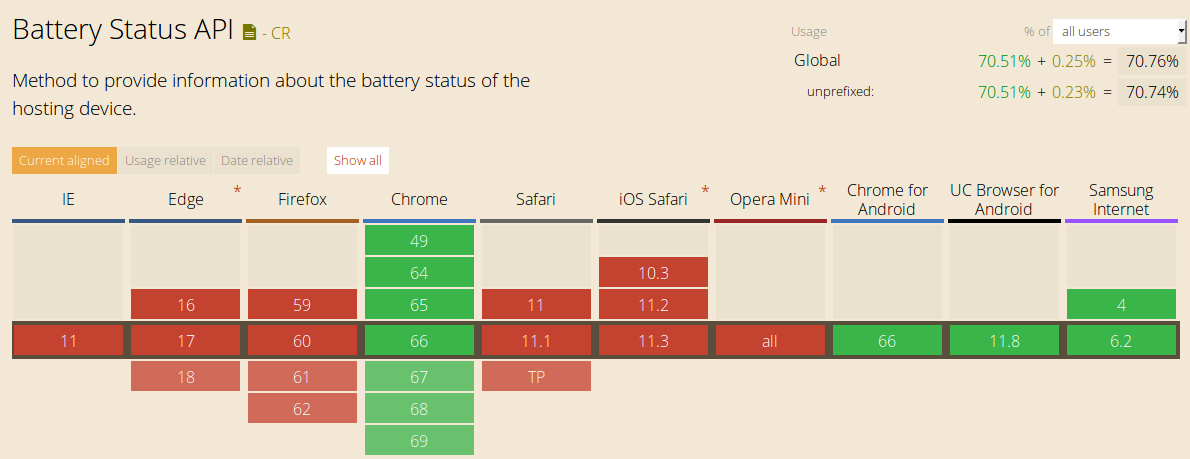 Battery Status API - CR
Usage % of all users
Global 70.51% + 0.25% = 70.76%
unprefixed: 70.51% + 0.23% = 70.74%
Method to provide information about the battery status of the
hosting device.
Current aligned Usage relative Date relative Show all
IE Edge * Firefox Chrome Safari iOS Safari * Opera Mini * Chrome for Android UC Browser for Android Samsung Internet
49
64 10.3
16 59 65 11 11.2 4
11 17 60 66 11.1 11.3 all 66 11.8 6.2
18 61 67 TP
62 68
69